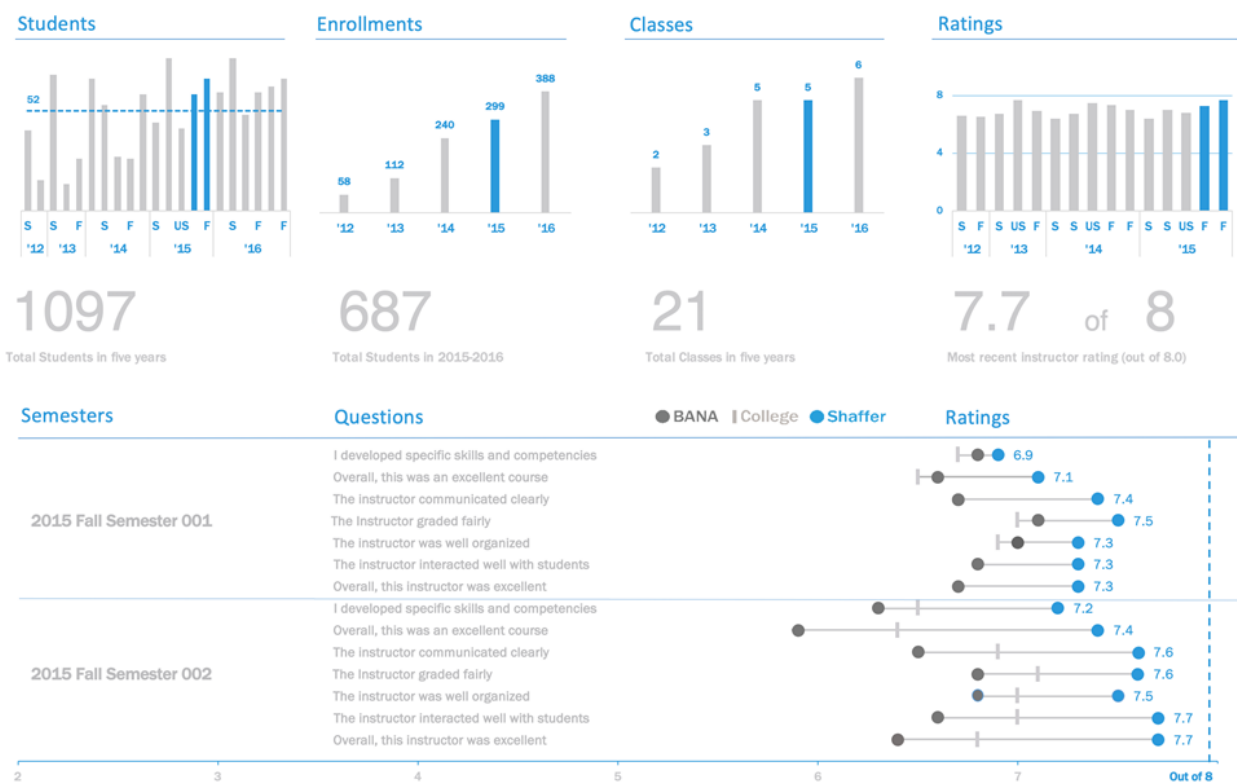 Students
Enrollments
Classes
Ratings
52
S F S F S F S US F S F F
'12 '13 '14 '15 '16
58
112
240
299
388
'12 '13 '14 '15 '16
2
3
5
5
6
'12 '13 '14 '15 '16
8
4
0
S F S US F S S US F F S S US F F
'12 '13 '14 '15
1097
Total Students in five years
687
Total Students in 2015-2016
21
Total Classes in five years
7.7 of 8
Most recent instructor rating (out of 8.0)
Semesters
Questions
BANA College Shaffer
Ratings
2015 Fall Semester 001
I developed specific skills and competencies 6.9
Overall, this was an excellent course 7.1
The instructor communicated clearly 7.4
The Instructor graded fairly 7.5
The instructor was well organized 7.3
The instructor interacted well with students 7.3
Overall, this instructor was excellent 7.3
2015 Fall Semester 002
I developed specific skills and competencies 7.2
Overall, this was an excellent course 7.4
The instructor communicated clearly 7.6
The Instructor graded fairly 7.6
The instructor was well organized 7.5
The instructor interacted well with students 7.7
Overall, this instructor was excellent 7.7
2 3 4 5 6 7 Out of 8